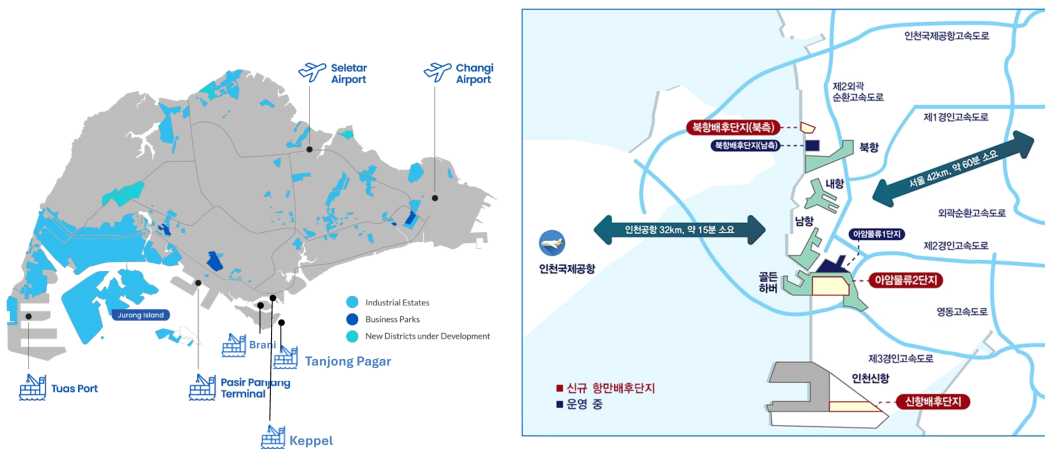 Seletar
Airport
Changi
Airport
Industrial Estates
Business Parks
New Districts under Development
Jurong Island
Brani
Tanjong Pagar
Tuas Port
Pasir Panjang
Terminal
Keppel
인천국제공항고속도로
제2외곽
순환고속도로
제1경인고속도로
북항배후단지(북측)
북항배후단지(남측)
북항
서울 42km, 약 60분 소요
내항
외곽순환고속도로
남항
인천공항 32km, 약 15분 소요
아암물류1단지
제2경인고속도로
인천국제공항
골든
하버
아암물류2단지
영동고속도로
제3경인고속도로
인천신항
신규 항만배후단지
운영 중
신항배후단지